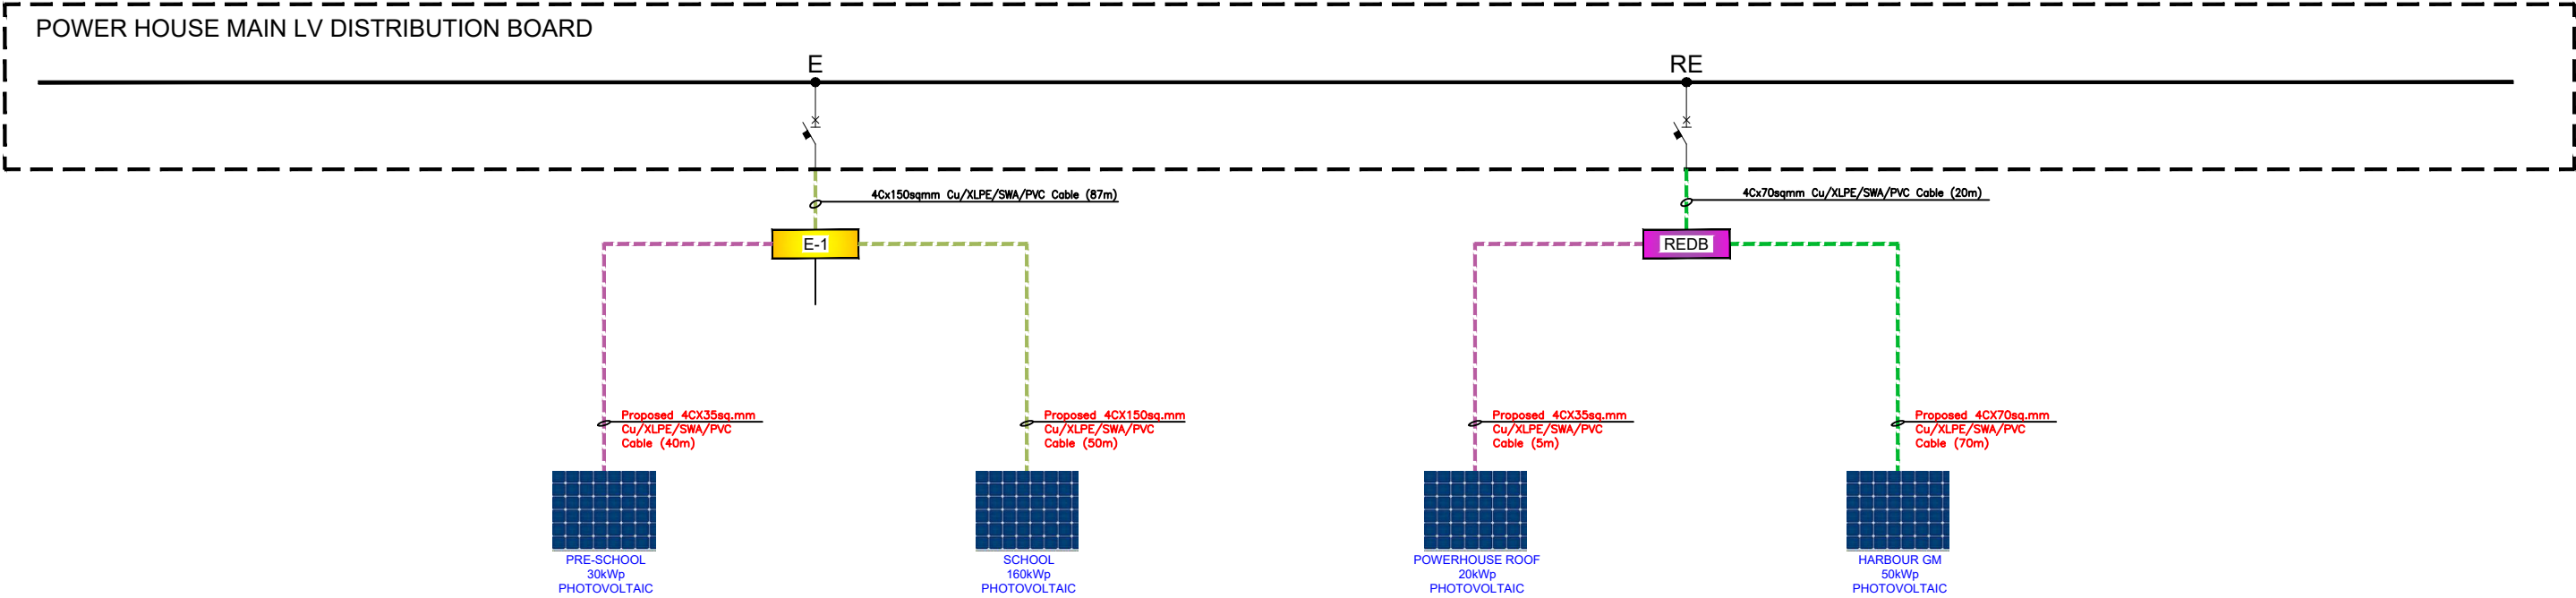 POWER HOUSE MAIN LV DISTRIBUTION BOARD
E
RE
4Cx150sqmm Cu/XLPE/SWA/PVC Cable (87m)
4Cx70sqmm Cu/XLPE/SWA/PVC Cable (20m)
E-1
REDB
Proposed 4CX35sq.mm
Cu/XLPE/SWA/PVC
Cable (40m)
Proposed 4CX150sq.mm
Cu/XLPE/SWA/PVC
Cable (50m)
Proposed 4CX35sq.mm
Cu/XLPE/SWA/PVC
Cable (5m)
Proposed 4CX70sq.mm
Cu/XLPE/SWA/PVC
Cable (70m)
PRE-SCHOOL
30kWp
PHOTOVOLTAIC
SCHOOL
160kWp
PHOTOVOLTAIC
POWERHOUSE ROOF
20kWp
PHOTOVOLTAIC
HARBOUR GM
50kWp
PHOTOVOLTAIC